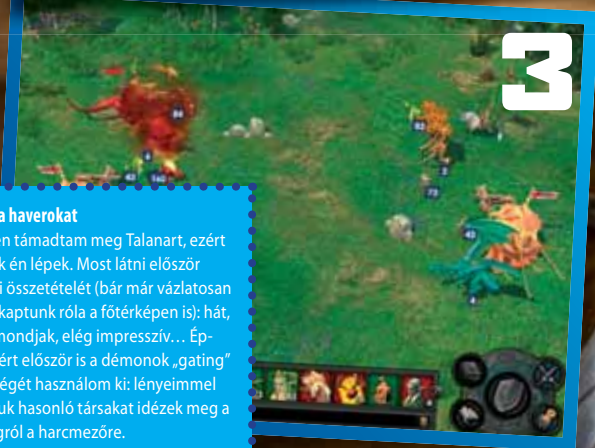 3
a haverokat
en támadtam meg Talanart, ezért
k én lépek. Most látni először
i összetételét (bár már vázlatosan
kaptunk róla a főtérképen is): hát,
mondjak, elég impresszív… Ép-
ért először is a démonok „gating”
ségét használom ki: lényeimmel
uk hasonló társakat idézek meg a
gról a harcmezőre.